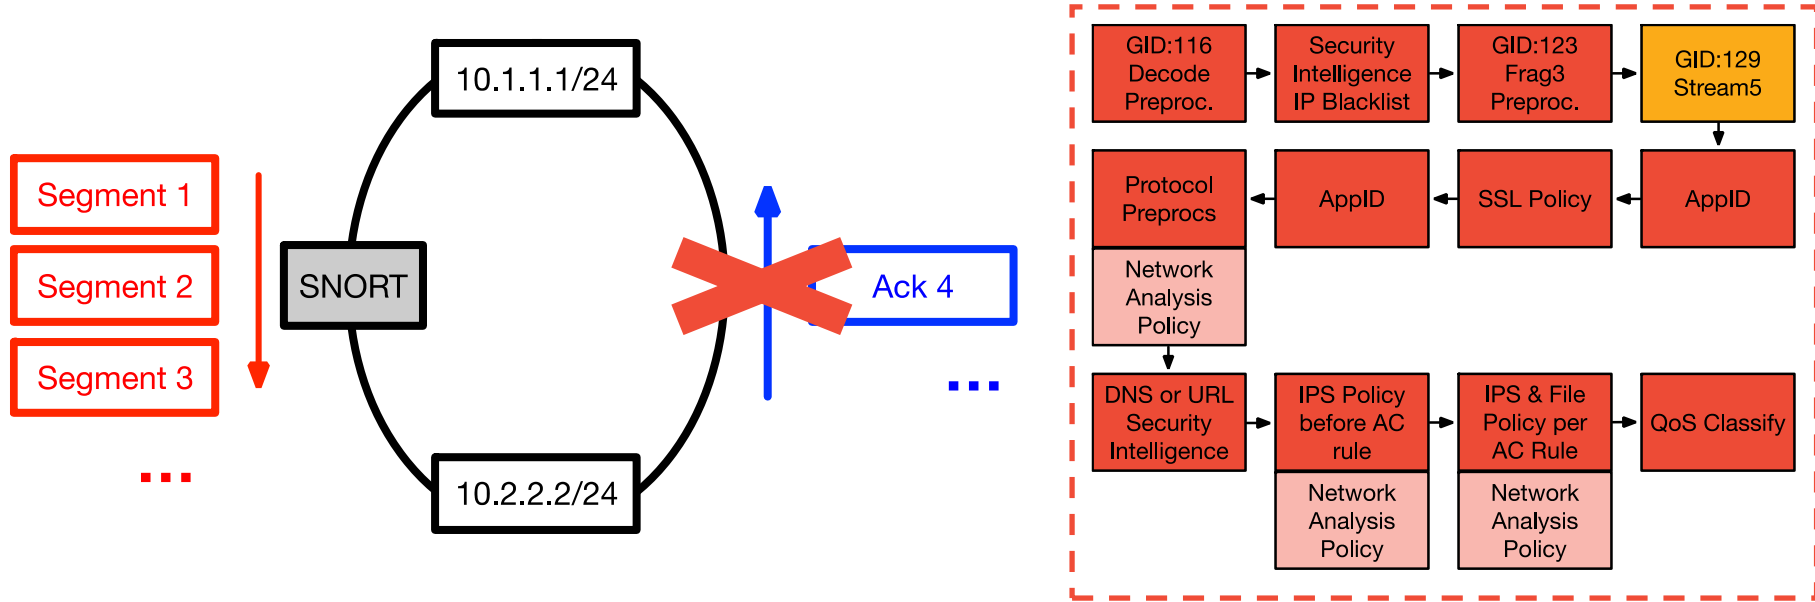 10.1.1.1/24
Segment 1
Segment 2
Segment 3
...
SNORT
Ack 4
...
10.2.2.2/24
GID:116
Decode
Preproc.
Security
Intelligence
IP Blacklist
GID:123
Frag3
Preproc.
GID:129
Stream5
Protocol
Preprocs
AppID
SSL Policy
AppID
Network
Analysis
Policy
DNS or URL
Security
Intelligence
IPS Policy
before AC
rule
IPS & File
Policy per
AC Rule
QoS Classify
Network
Analysis
Policy
Network
Analysis
Policy